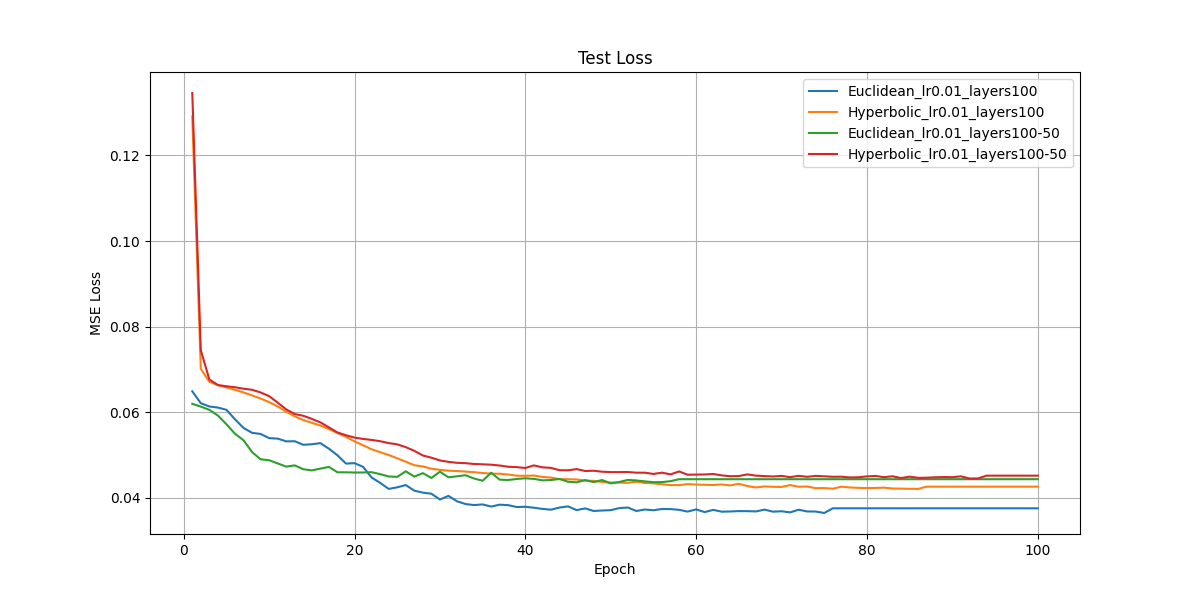 Test Loss
Euclidean_lr0.01_layers100
Hyperbolic_lr0.01_layers100
Euclidean_lr0.01_layers100-50
Hyperbolic_lr0.01_layers100-50
MSE Loss
0.12
0.10
0.08
0.06
0.04
0 20 40 60 80 100
Epoch